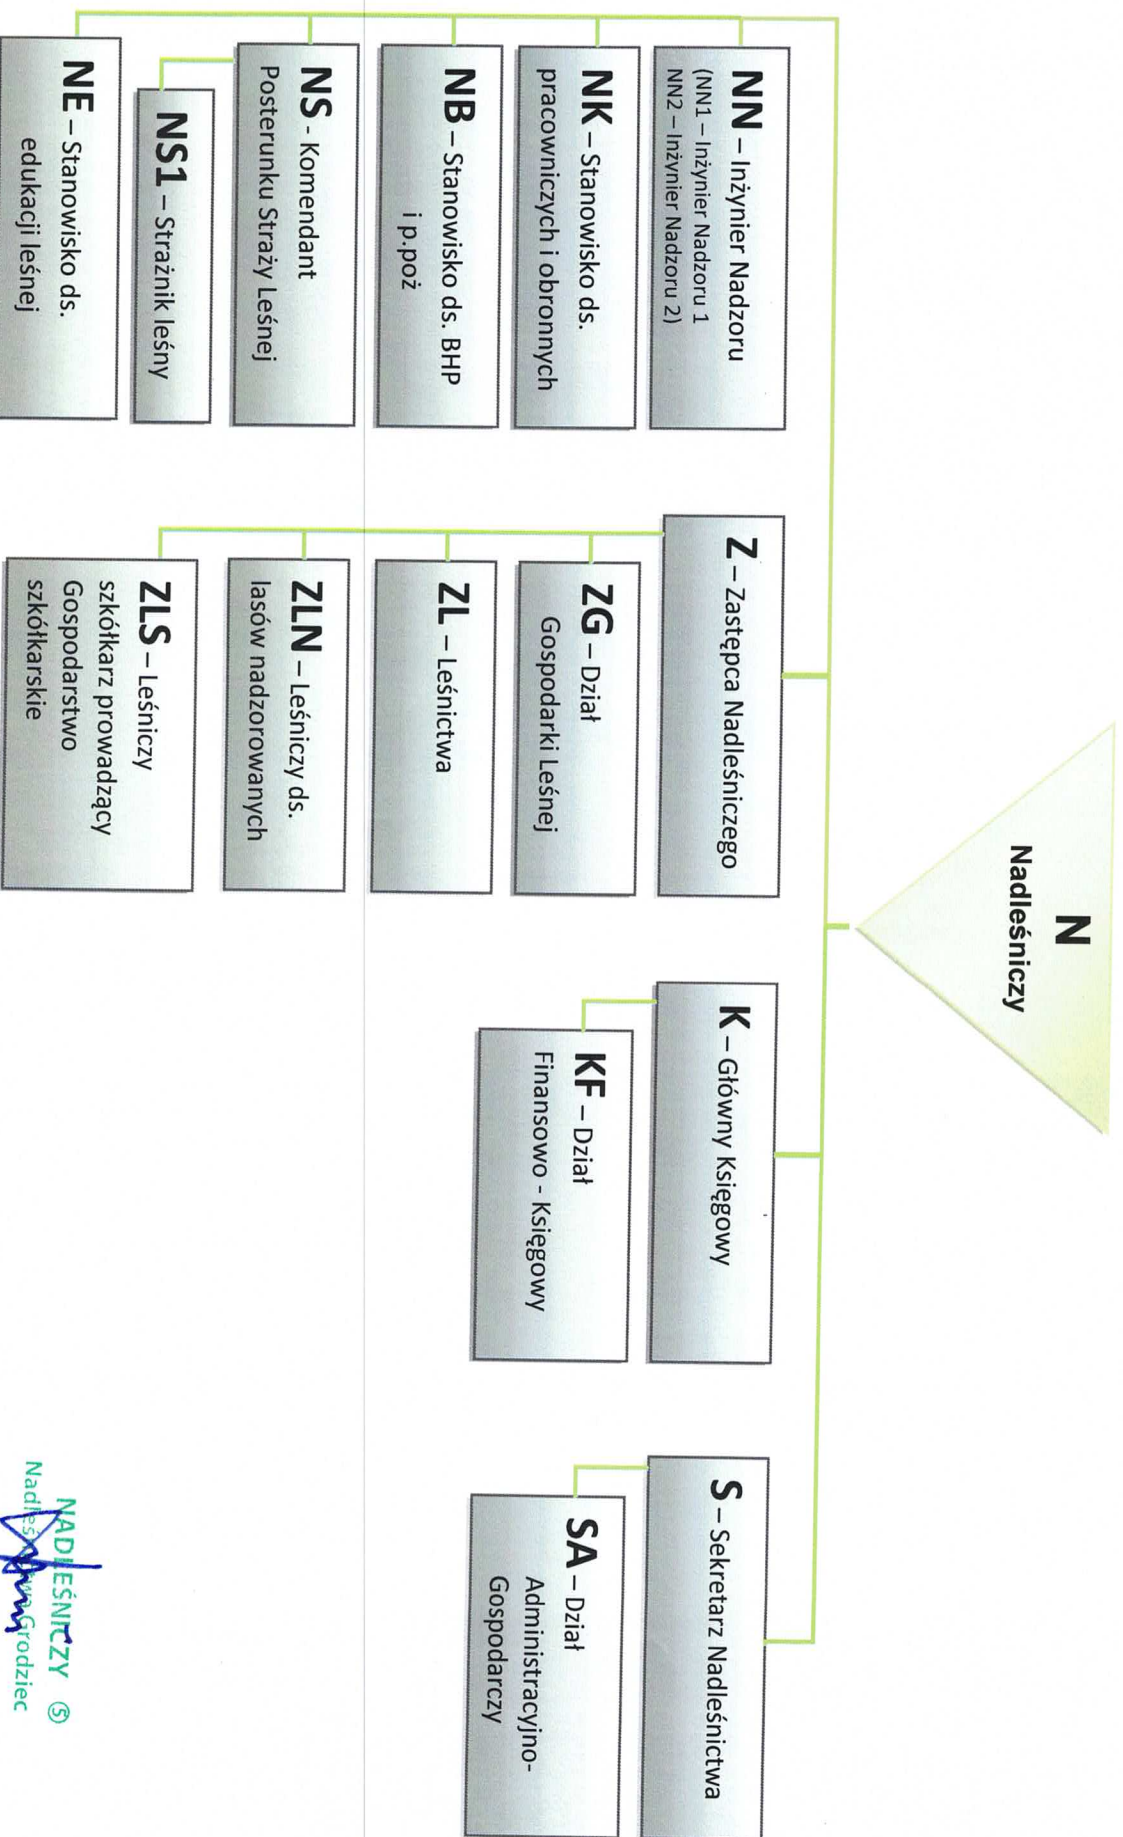 N
Nadleśniczy
NN – Inżynier Nadzoru
(NN1 – Inżynier Nadzoru 1
NN2 – Inżynier Nadzoru 2)
NK – Stanowisko ds.
pracowniczych i obronnych
NB – Stanowisko ds. BHP
i p.poż
NS - Komendant
Posterunku Straży Leśnej
NS1 – Strażnik leśny
NE – Stanowisko ds.
edukacji leśnej
Z – Zastępca Nadleśniczego
ZG – Dział
Gospodarki Leśnej
ZL – Leśnictwa
ZLN – Leśniczy ds.
lasów nadzorowanych
ZLS – Leśniczy
szkółkarz prowadzący
Gospodarstwo
szkółkarskie
K – Główny Księgowy
KF – Dział
Finansowo - Księgowy
S – Sekretarz Nadleśnictwa
SA – Dział
Administracyjno-
Gospodarczy
NADLEŚNICZY ⑤
Grodziec